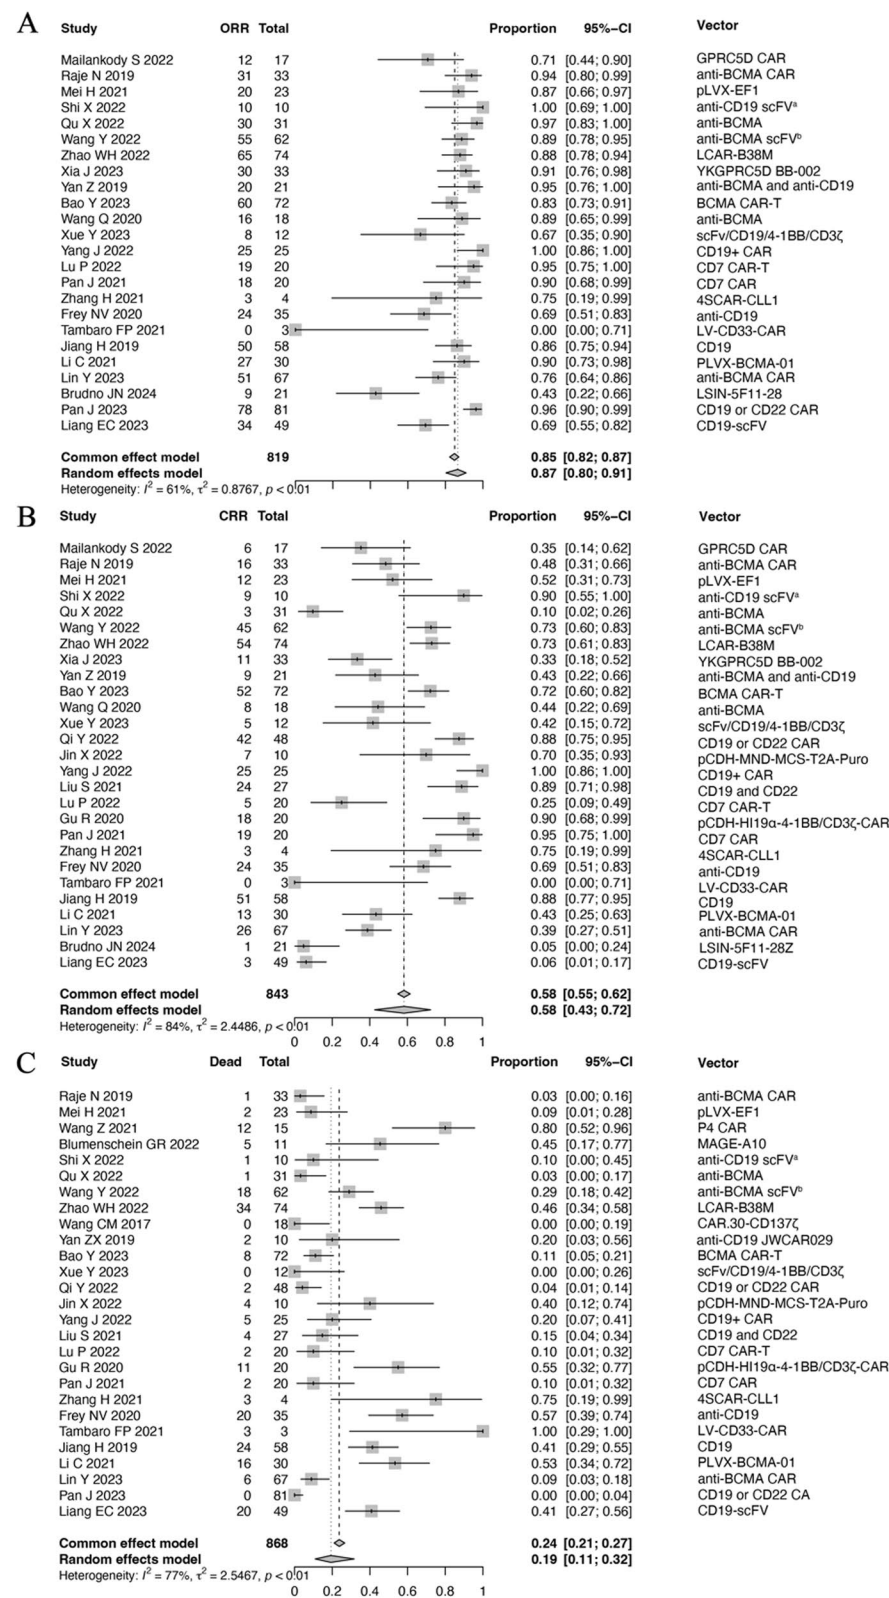 A
Study ORR Total Proportion 95%−CI Vector
Mailankody S 2022 12 17 0.71 [0.44; 0.90] GPRC5D CAR
Raje N 2019 31 33 0.94 [0.80; 0.99] anti-BCMA CAR
Mei H 2021 20 23 0.87 [0.66; 0.97] pLVX-EF1
Shi X 2022 10 10 1.00 [0.69; 1.00] anti-CD19 scFVᵃ
Qu X 2022 30 31 0.97 [0.83; 1.00] anti-BCMA
Wang Y 2022 55 62 0.89 [0.78; 0.95] anti-BCMA scFVᵇ
Zhao WH 2022 65 74 0.88 [0.78; 0.94] LCAR-B38M
Xia J 2023 30 33 0.91 [0.76; 0.98] YKGPRC5D BB-002
Yan Z 2019 20 21 0.95 [0.76; 1.00] anti-BCMA and anti-CD19
Bao Y 2023 60 72 0.83 [0.73; 0.91] BCMA CAR-T
Wang Q 2020 16 18 0.89 [0.65; 0.99] anti-BCMA
Xue Y 2023 8 12 0.67 [0.35; 0.90] scFv/CD19/4-1BB/CD3ζ
Yang J 2022 25 25 1.00 [0.86; 1.00] CD19+ CAR
Lu P 2022 19 20 0.95 [0.75; 1.00] CD7 CAR-T
Pan J 2021 18 20 0.90 [0.68; 0.99] CD7 CAR
Zhang H 2021 3 4 0.75 [0.19; 0.99] 4SCAR-CLL1
Frey NV 2020 24 35 0.69 [0.51; 0.83] anti-CD19
Tambaro FP 2021 0 3 0.00 [0.00; 0.71] LV-CD33-CAR
Jiang H 2019 50 58 0.86 [0.75; 0.94] CD19
Li C 2021 27 30 0.90 [0.73; 0.98] PLVX-BCMA-01
Lin Y 2023 51 67 0.76 [0.64; 0.86] anti-BCMA CAR
Brudno JN 2024 9 21 0.43 [0.22; 0.66] LSIN-5F11-28
Pan J 2023 78 81 0.96 [0.90; 0.99] CD19 or CD22 CAR
Liang EC 2023 34 49 0.69 [0.55; 0.82] CD19-scFV
Common effect model 819 0.85 [0.82; 0.87]
Random effects model 0.87 [0.80; 0.91]
Heterogeneity: I² = 61%, τ² = 0.8767, p < 0.01
B
Study CRR Total Proportion 95%−CI Vector
Mailankody S 2022 6 17 0.35 [0.14; 0.62] GPRC5D CAR
Raje N 2019 16 33 0.48 [0.31; 0.66] anti-BCMA CAR
Mei H 2021 12 23 0.52 [0.31; 0.73] pLVX-EF1
Shi X 2022 9 10 0.90 [0.55; 1.00] anti-CD19 scFVᵃ
Qu X 2022 3 31 0.10 [0.02; 0.26] anti-BCMA
Wang Y 2022 45 62 0.73 [0.60; 0.83] anti-BCMA scFVᵇ
Zhao WH 2022 54 74 0.73 [0.61; 0.83] LCAR-B38M
Xia J 2023 11 33 0.33 [0.18; 0.52] YKGPRC5D BB-002
Yan Z 2019 9 21 0.43 [0.22; 0.66] anti-BCMA and anti-CD19
Bao Y 2023 52 72 0.72 [0.60; 0.82] BCMA CAR-T
Wang Q 2020 8 18 0.44 [0.22; 0.69] anti-BCMA
Xue Y 2023 5 12 0.42 [0.15; 0.72] scFv/CD19/4-1BB/CD3ζ
Qi Y 2022 42 48 0.88 [0.75; 0.95] CD19 or CD22 CAR
Jin X 2022 7 10 0.70 [0.35; 0.93] pCDH-MND-MCS-T2A-Puro
Yang J 2022 25 25 1.00 [0.86; 1.00] CD19+ CAR
Liu S 2021 24 27 0.89 [0.71; 0.98] CD19 and CD22
Lu P 2022 5 20 0.25 [0.09; 0.49] CD7 CAR-T
Gu R 2020 18 20 0.90 [0.68; 0.99] pCDH-HI19α-4-1BB/CD3ζ-CAR
Pan J 2021 19 20 0.95 [0.75; 1.00] CD7 CAR
Zhang H 2021 3 4 0.75 [0.19; 0.99] 4SCAR-CLL1
Frey NV 2020 24 35 0.69 [0.51; 0.83] anti-CD19
Tambaro FP 2021 0 3 0.00 [0.00; 0.71] LV-CD33-CAR
Jiang H 2019 51 58 0.88 [0.77; 0.95] CD19
Li C 2021 13 30 0.43 [0.25; 0.63] PLVX-BCMA-01
Lin Y 2023 26 67 0.39 [0.27; 0.51] anti-BCMA CAR
Brudno JN 2024 1 21 0.05 [0.00; 0.24] LSIN-5F11-28Z
Liang EC 2023 3 49 0.06 [0.01; 0.17] CD19-scFV
Common effect model 843 0.58 [0.55; 0.62]
Random effects model 0.58 [0.43; 0.72]
Heterogeneity: I² = 84%, τ² = 2.4486, p < 0.01
0 0.2 0.4 0.6 0.8 1
C
Study Dead Total Proportion 95%−CI Vector
Raje N 2019 1 33 0.03 [0.00; 0.16] anti-BCMA CAR
Mei H 2021 2 23 0.09 [0.01; 0.28] pLVX-EF1
Wang Z 2021 12 15 0.80 [0.52; 0.96] P4 CAR
Blumenschein GR 2022 5 11 0.45 [0.17; 0.77] MAGE-A10
Shi X 2022 1 10 0.10 [0.00; 0.45] anti-CD19 scFVᵃ
Qu X 2022 1 31 0.03 [0.00; 0.17] anti-BCMA
Wang Y 2022 18 62 0.29 [0.18; 0.42] anti-BCMA scFVᵇ
Zhao WH 2022 34 74 0.46 [0.34; 0.58] LCAR-B38M
Wang CM 2017 0 18 0.00 [0.00; 0.19] CAR.30-CD137ζ
Yan ZX 2019 2 10 0.20 [0.03; 0.56] anti-CD19 JWCAR029
Bao Y 2023 8 72 0.11 [0.05; 0.21] BCMA CAR-T
Xue Y 2023 0 12 0.00 [0.00; 0.26] scFv/CD19/4-1BB/CD3ζ
Qi Y 2022 2 48 0.04 [0.01; 0.14] CD19 or CD22 CAR
Jin X 2022 4 10 0.40 [0.12; 0.74] pCDH-MND-MCS-T2A-Puro
Yang J 2022 5 25 0.20 [0.07; 0.41] CD19+ CAR
Liu S 2021 4 27 0.15 [0.04; 0.34] CD19 and CD22
Lu P 2022 2 20 0.10 [0.01; 0.32] CD7 CAR-T
Gu R 2020 11 20 0.55 [0.32; 0.77] pCDH-HI19α-4-1BB/CD3ζ-CAR
Pan J 2021 2 20 0.10 [0.01; 0.32] CD7 CAR
Zhang H 2021 3 4 0.75 [0.19; 0.99] 4SCAR-CLL1
Frey NV 2020 20 35 0.57 [0.39; 0.74] anti-CD19
Tambaro FP 2021 3 3 1.00 [0.29; 1.00] LV-CD33-CAR
Jiang H 2019 24 58 0.41 [0.29; 0.55] CD19
Li C 2021 16 30 0.53 [0.34; 0.72] PLVX-BCMA-01
Lin Y 2023 6 67 0.09 [0.03; 0.18] anti-BCMA CAR
Pan J 2023 0 81 0.00 [0.00; 0.04] CD19 or CD22 CA
Liang EC 2023 20 49 0.41 [0.27; 0.56] CD19-scFV
Common effect model 868 0.24 [0.21; 0.27]
Random effects model 0.19 [0.11; 0.32]
Heterogeneity: I² = 77%, τ² = 2.5467, p < 0.01
0 0.2 0.4 0.6 0.8 1